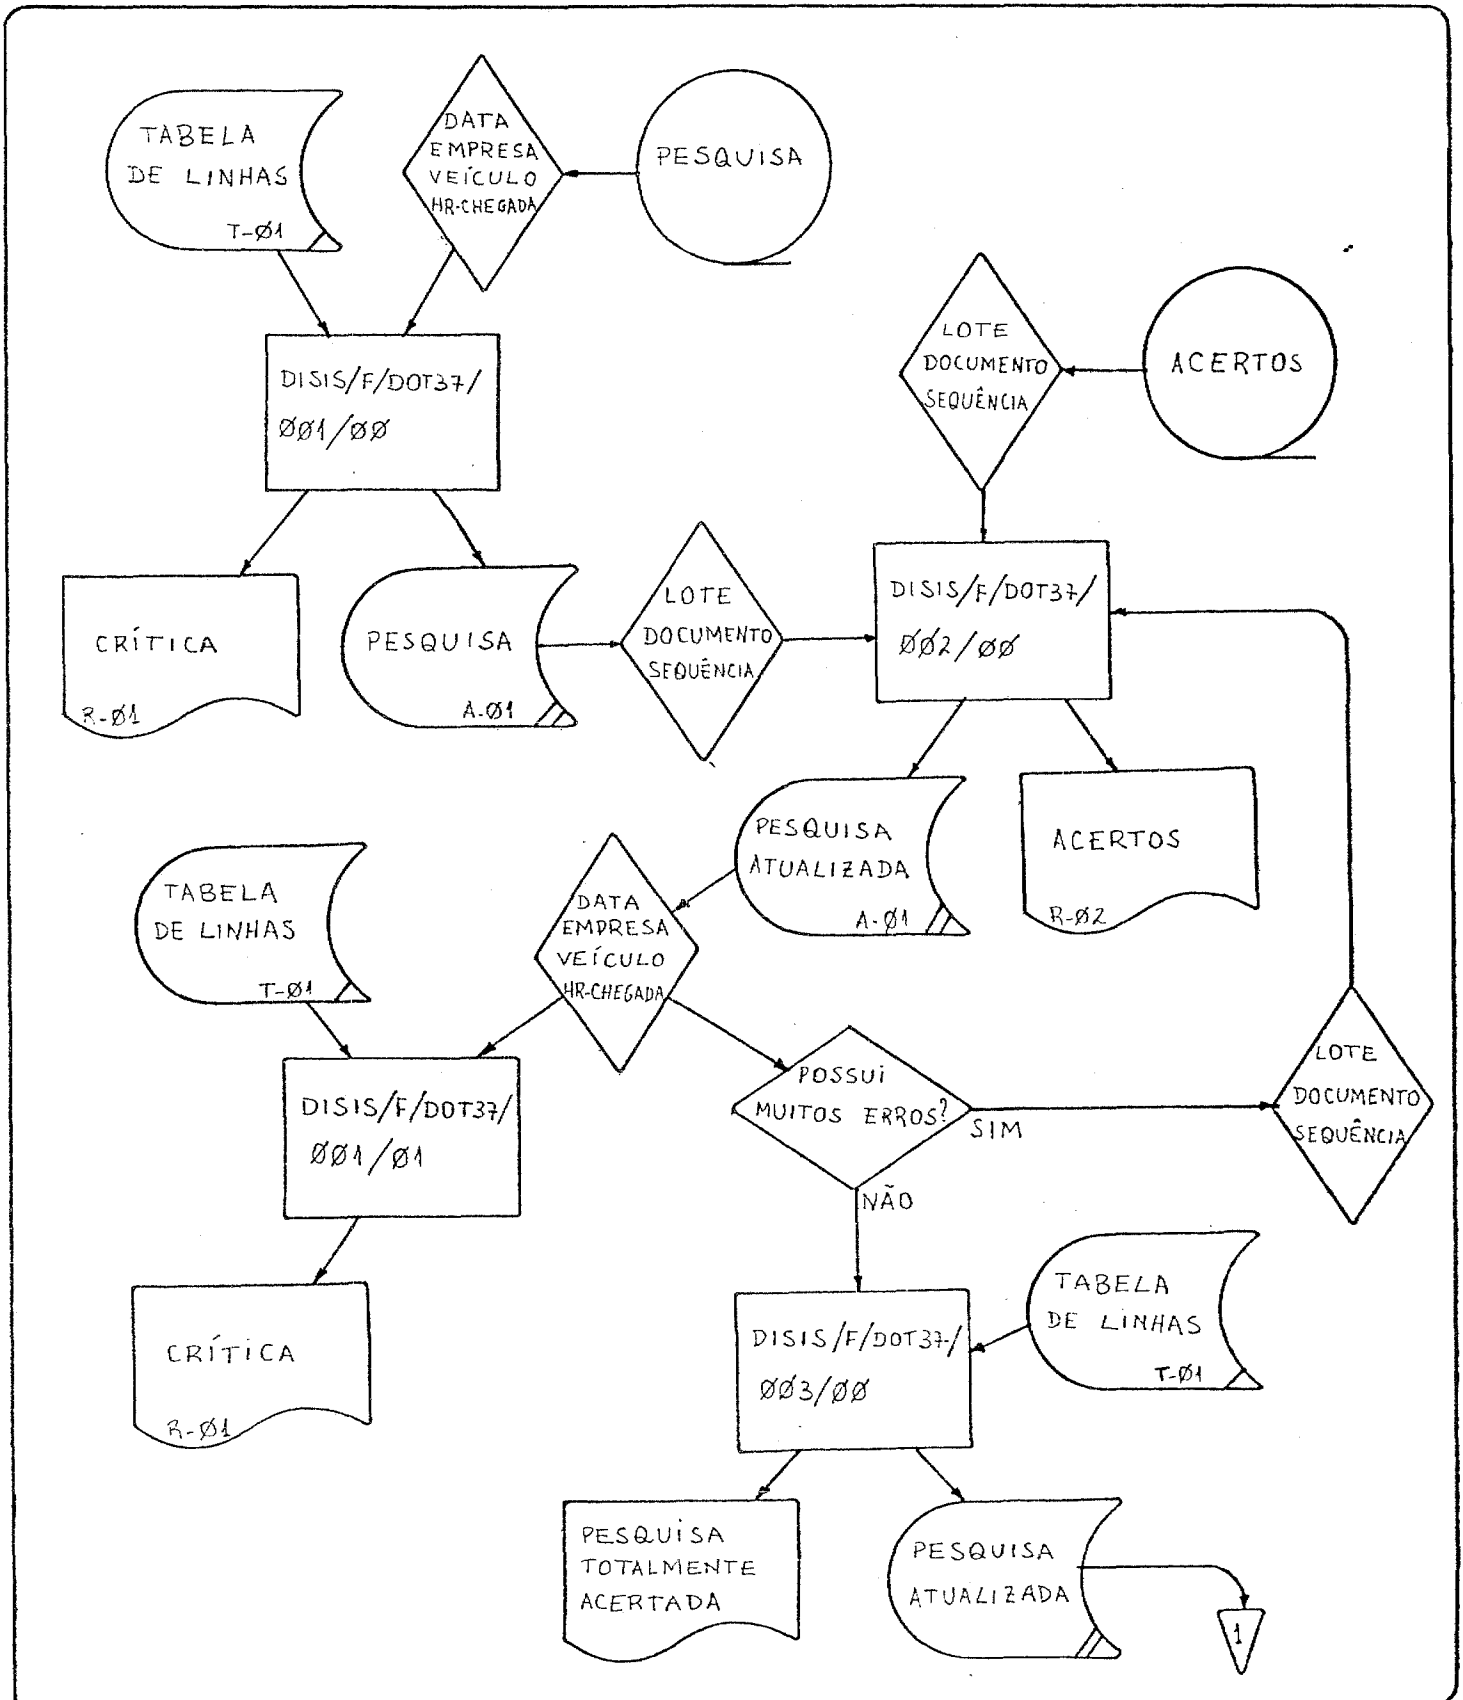 TABELA
DE LINHAS
T-Ø1
DATA
EMPRESA
VEÍCULO
HR-CHEGADA
PESQUISA
DISIS/F/DOT37/
ØØ1/ØØ
LOTE
DOCUMENTO
SEQUÊNCIA
ACERTOS
CRÍTICA
R-Ø1
PESQUISA
A-Ø1
LOTE
DOCUMENTO
SEQUÊNCIA
DISIS/F/DOT37/
ØØ2/ØØ
PESQUISA
ATUALIZADA
A-Ø1
ACERTOS
R-Ø2
TABELA
DE LINHAS
T-Ø1
DATA
EMPRESA
VEÍCULO
HR-CHEGADA
DISIS/F/DOT37/
ØØ1/Ø1
POSSUI
MUITOS ERROS?
SIM
NÃO
LOTE
DOCUMENTO
SEQUÊNCIA
CRÍTICA
R-Ø1
DISIS/F/DOT37/
ØØ3/ØØ
TABELA
DE LINHAS
T-Ø1
PESQUISA
TOTALMENTE
ACERTADA
PESQUISA
ATUALIZADA
1